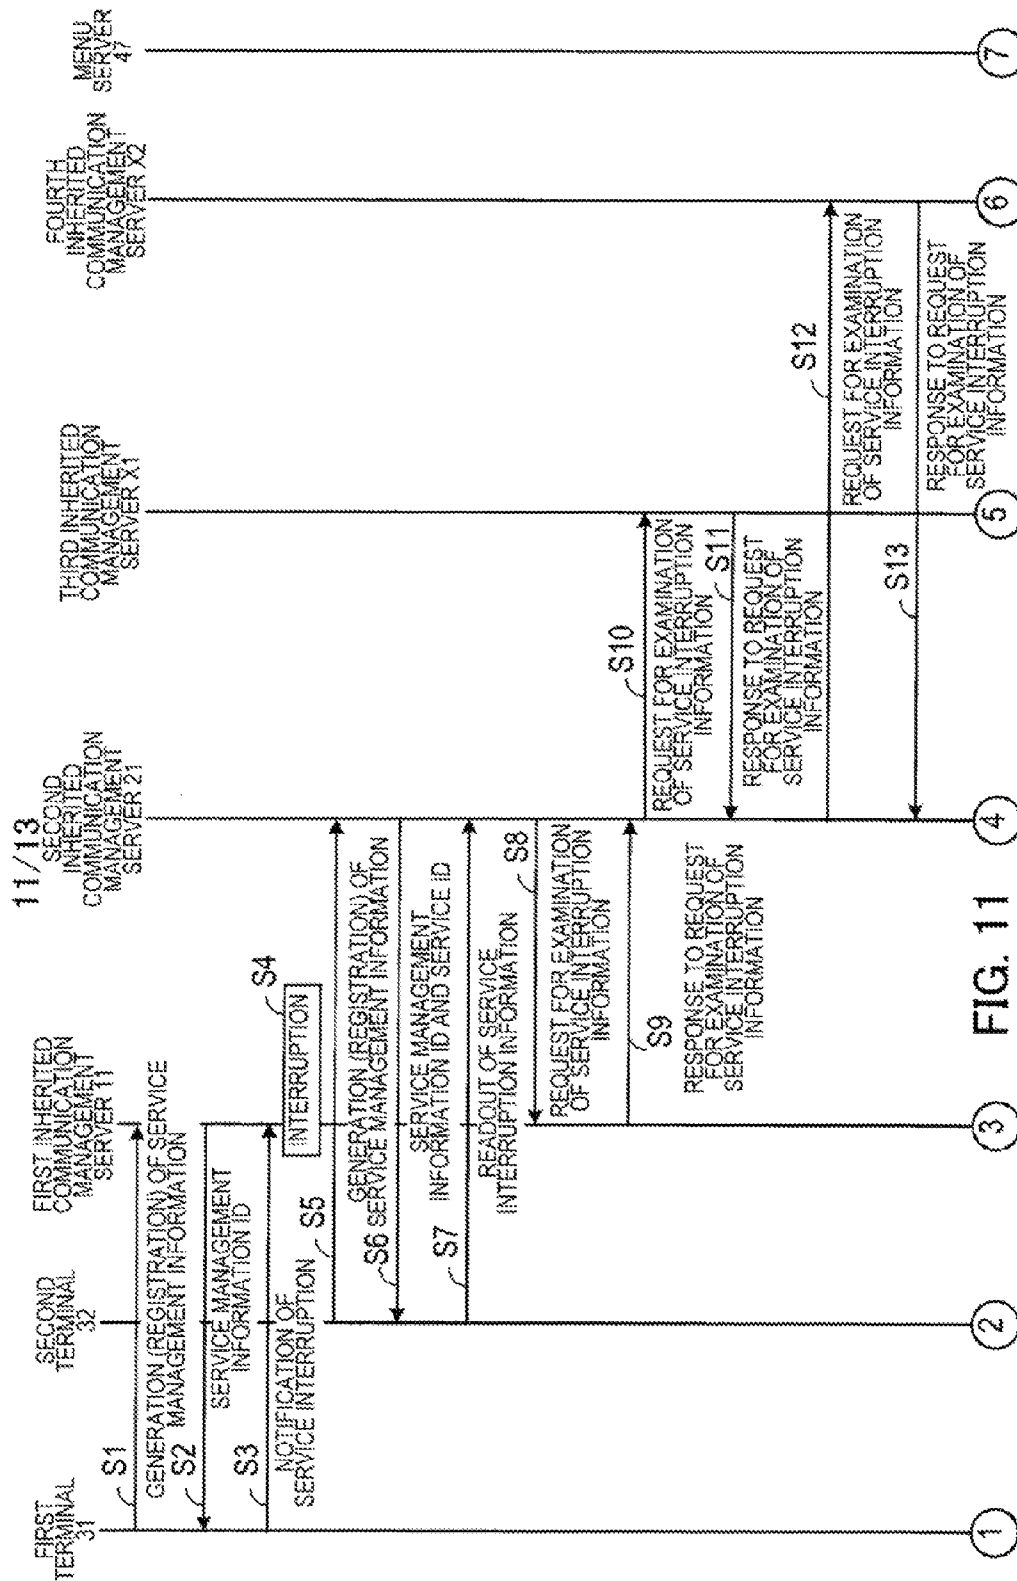 11/13
FIRST
TERMINAL
31
SECOND
TERMINAL
32
FIRST INHERITED
COMMUNICATION
MANAGEMENT
SERVER 11
SECOND
INHERITED
COMMUNICATION
MANAGEMENT
SERVER 21
THIRD INHERITED
COMMUNICATION
MANAGEMENT
SERVER X1
FOURTH
INHERITED
COMMUNICATION
MANAGEMENT
SERVER X2
MENU
SERVER
47
S1
GENERATION (REGISTRATION) OF SERVICE
MANAGEMENT INFORMATION
S2
SERVICE MANAGEMENT
INFORMATION ID
S3
NOTIFICATION OF
SERVICE INTERRUPTION
S4
INTERRUPTION
S5
GENERATION (REGISTRATION) OF
SERVICE MANAGEMENT INFORMATION
S6
SERVICE MANAGEMENT
INFORMATION ID AND SERVICE ID
S7
READOUT OF SERVICE
INTERRUPTION INFORMATION
S8
REQUEST FOR EXAMINATION
OF SERVICE INTERRUPTION
INFORMATION
S9
RESPONSE TO REQUEST
FOR EXAMINATION OF
SERVICE INTERRUPTION
INFORMATION
S10
REQUEST FOR EXAMINATION
OF SERVICE INTERRUPTION
INFORMATION
S11
RESPONSE TO REQUEST
FOR EXAMINATION OF
SERVICE INTERRUPTION
INFORMATION
S12
REQUEST FOR EXAMINATION
OF SERVICE INTERRUPTION
INFORMATION
S13
RESPONSE TO REQUEST
FOR EXAMINATION OF
SERVICE INTERRUPTION
INFORMATION
1
2
3
4
5
6
7
FIG. 11